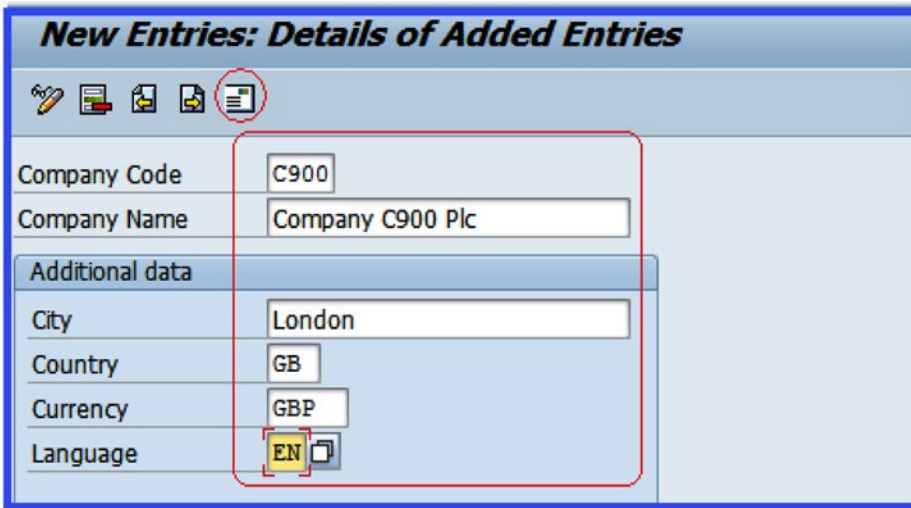 New Entries: Details of Added Entries
Company Code C900
Company Name Company C900 Plc
Additional data
City London
Country GB
Currency GBP
Language EN